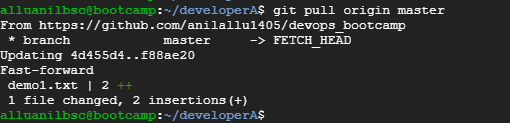 alluanilbsc@bootcamp:~/developerA$ git pull origin master
From https://github.com/anilallu1405/devops_bootcamp
 * branch            master     -> FETCH_HEAD
Updating 4d455d4..f88ae20
Fast-forward
 demo1.txt | 2 ++
 1 file changed, 2 insertions(+)
alluanilbsc@bootcamp:~/developerA$